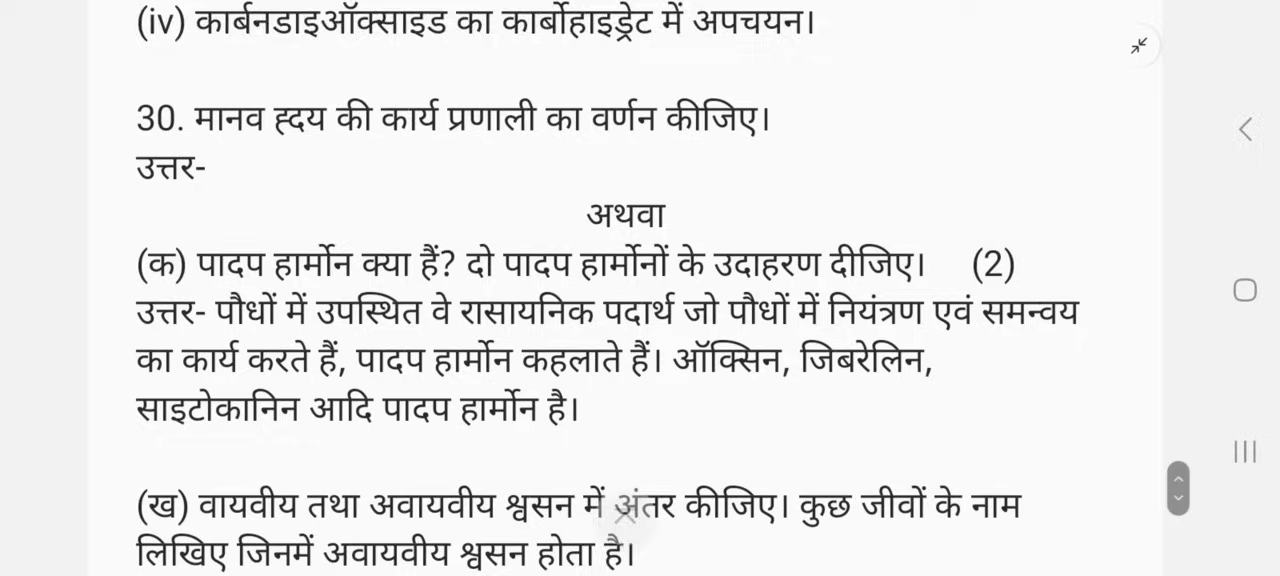 (iv) कार्बनडाइऑक्साइड का कार्बोहाइड्रेट में अपचयन।
30. मानव ह्दय की कार्य प्रणाली का वर्णन कीजिए।
उत्तर-
अथवा
(क) पादप हार्मोन क्या हैं? दो पादप हार्मोनों के उदाहरण दीजिए। (2)
उत्तर- पौधों में उपस्थित वे रासायनिक पदार्थ जो पौधों में नियंत्रण एवं समन्वय
का कार्य करते हैं, पादप हार्मोन कहलाते हैं। ऑक्सिन, जिबरेलिन,
साइटोकानिन आदि पादप हार्मोन है।
(ख) वायवीय तथा अवायवीय श्वसन में अंतर कीजिए। कुछ जीवों के नाम
लिखिए जिनमें अवायवीय श्वसन होता है।